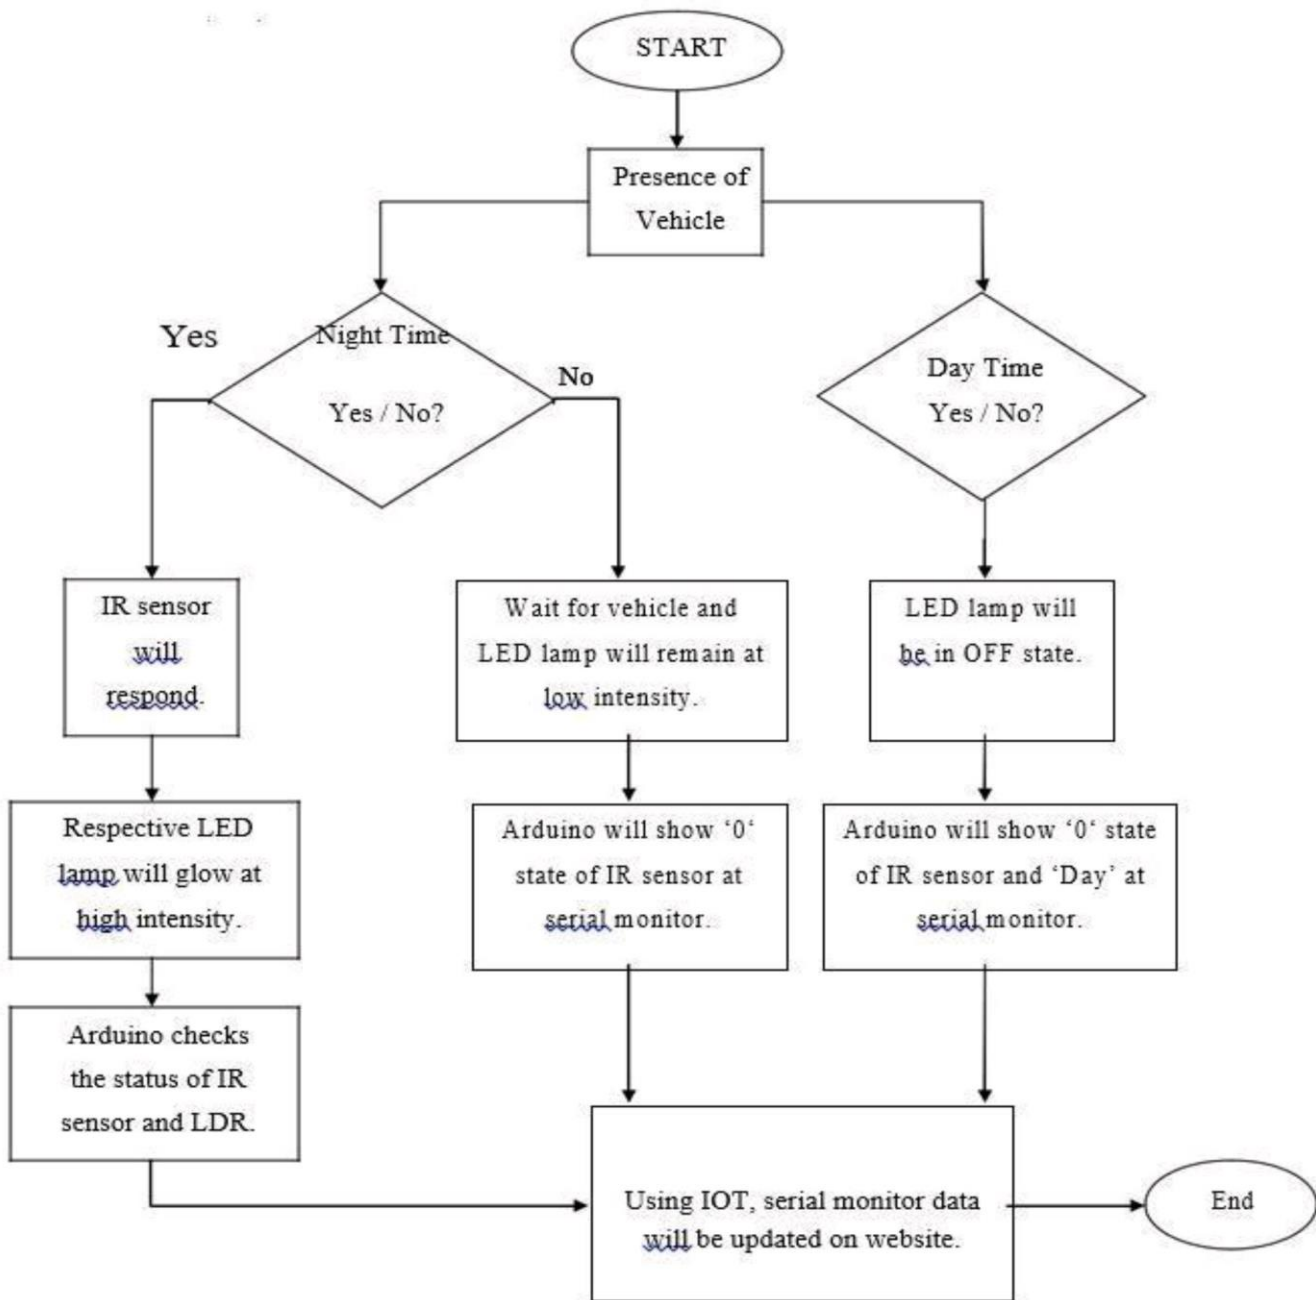 START
Presence of
Vehicle
Yes
Night Time
Yes / No?
No
Day Time
Yes / No?
IR sensor
will
respond.
Wait for vehicle and
LED lamp will remain at
low intensity.
LED lamp will
be in OFF state.
Respective LED
lamp will glow at
high intensity.
Arduino will show ‘0‘
state of IR sensor at
serial monitor.
Arduino will show ‘0‘ state
of IR sensor and ‘Day’ at
serial monitor.
Arduino checks
the status of IR
sensor and LDR.
Using IOT, serial monitor data
will be updated on website.
End